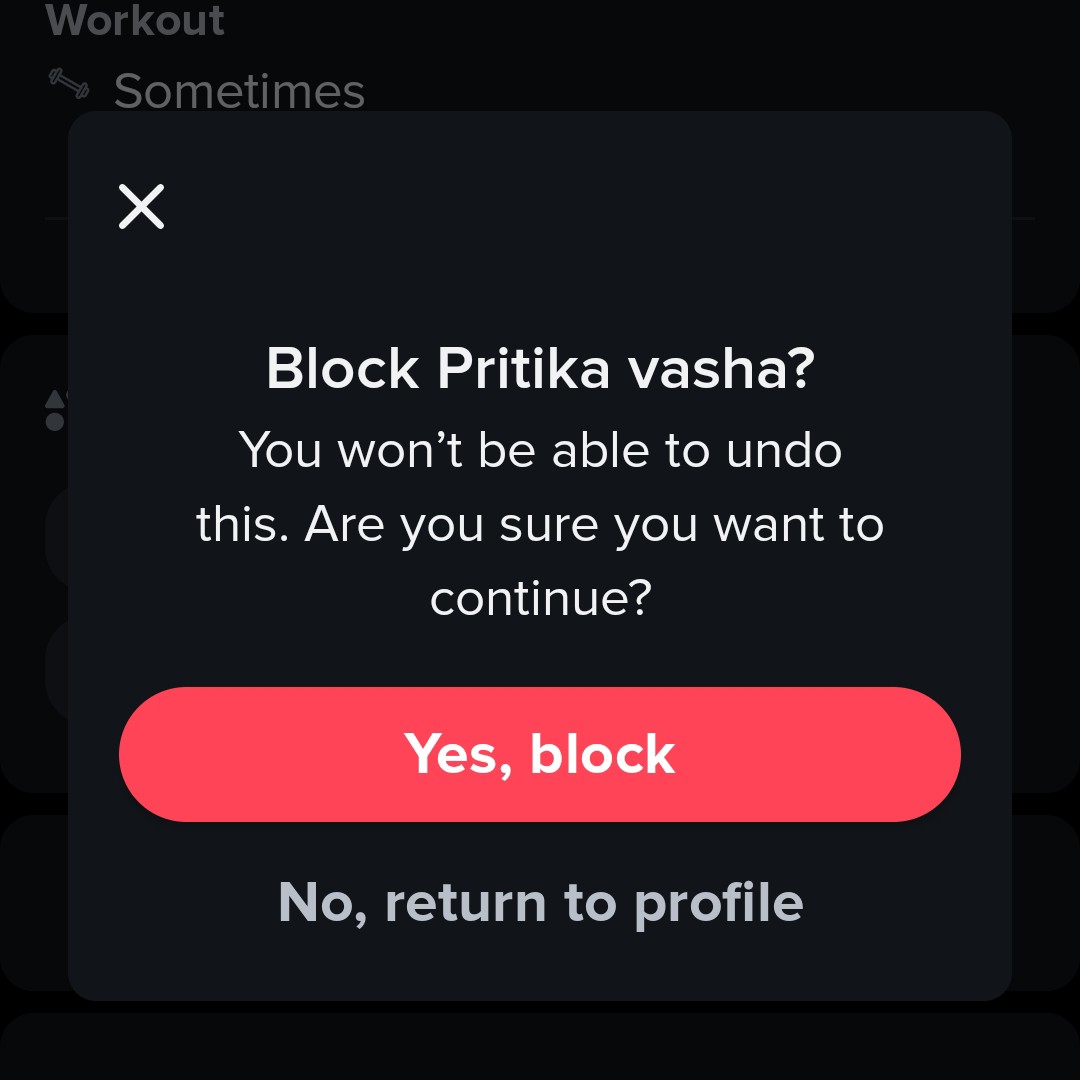 Workout
Sometimes
Block Pritika vasha?
You won’t be able to undo
this. Are you sure you want to
continue?
Yes, block
No, return to profile